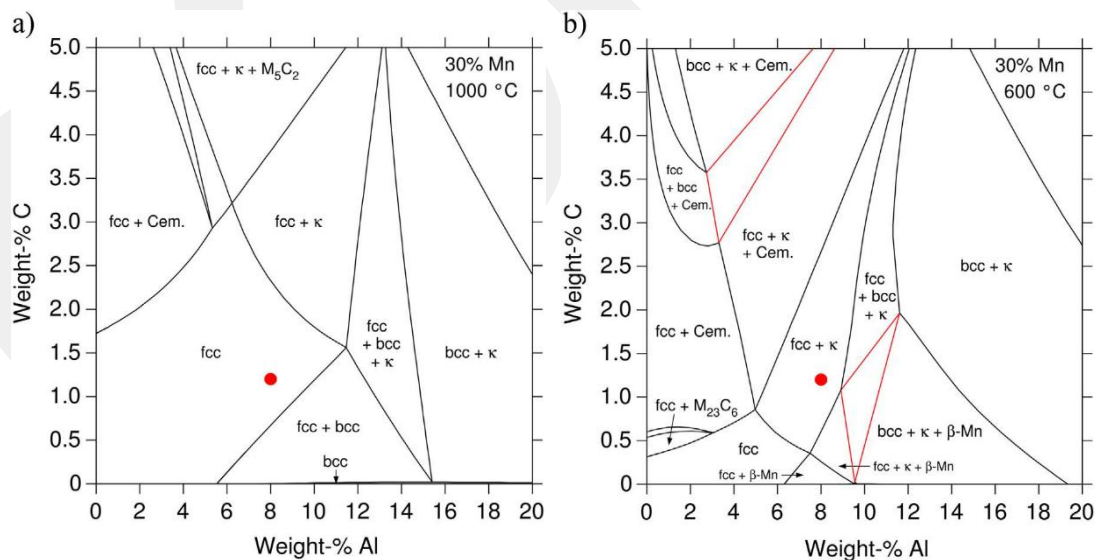 a)
5.0
4.5
4.0
3.5
3.0
2.5
2.0
1.5
1.0
0.5
0
Weight-% C
fcc + κ + M₅C₂
30% Mn
1000 °C
fcc + Cem.
fcc + κ
fcc
fcc
+ bcc
+ κ
bcc + κ
fcc + bcc
bcc
0 2 4 6 8 10 12 14 16 18 20
Weight-% Al
b)
5.0
4.5
4.0
3.5
3.0
2.5
2.0
1.5
1.0
0.5
0
Weight-% C
bcc + κ + Cem.
30% Mn
600 °C
fcc
+ bcc
+ Cem.
fcc + κ
+ Cem.
fcc
+ bcc
+ κ
bcc + κ
fcc + Cem.
fcc + κ
fcc + M₂₃C₆
fcc
bcc + κ + β-Mn
fcc + β-Mn
fcc + κ + β-Mn
0 2 4 6 8 10 12 14 16 18 20
Weight-% Al